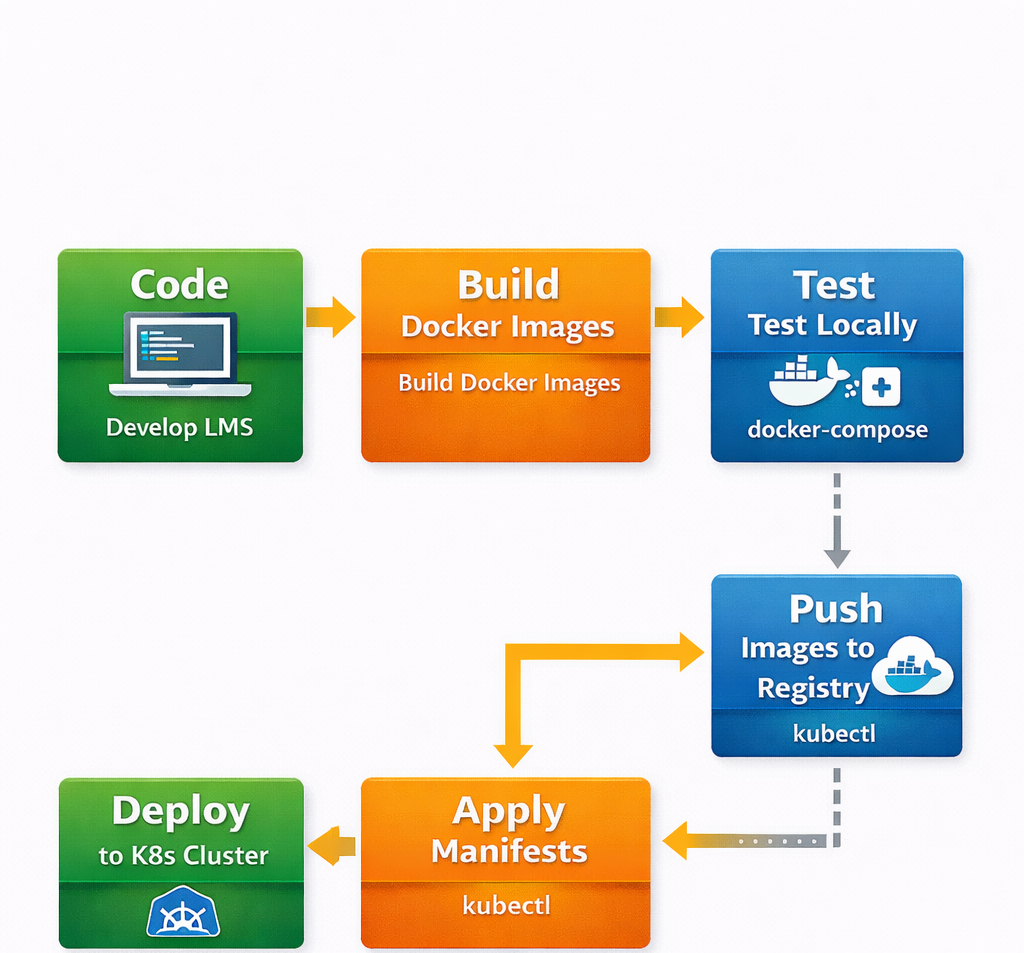 Code
Develop LMS
Build
Docker Images
Build Docker Images
Test
Test Locally
docker-compose
Push
Images to
Registry
kubectl
Deploy
to K8s Cluster
Apply
Manifests
kubectl